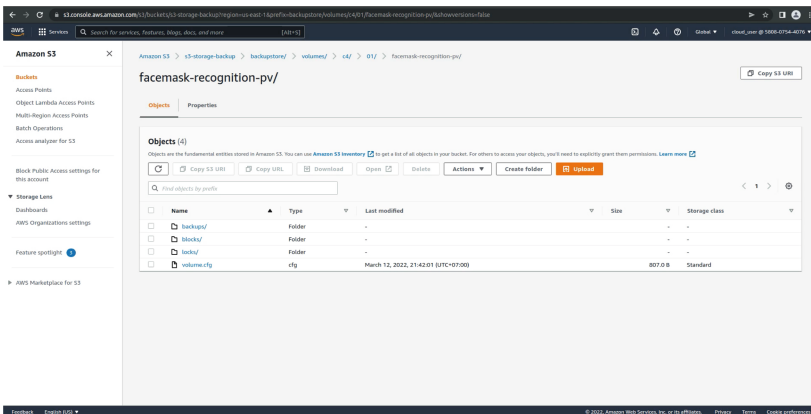 s3.console.aws.amazon.com/s3/buckets/s3-storage-backup?region=us-east-1&prefix=backupstore/volumes/c4/01/facemask-recognition-pv/&showversions=false
aws Services Search for services, features, blogs, docs, and more [Alt+S] Global ▼ cloud_user @ 5808-0754-4076 ▼
Amazon S3
Buckets
Access Points
Object Lambda Access Points
Multi-Region Access Points
Batch Operations
Access analyzer for S3
Block Public Access settings for
this account
▼ Storage Lens
Dashboards
AWS Organizations settings
Feature spotlight
▶ AWS Marketplace for S3
Amazon S3 > s3-storage-backup > backupstore/ > volumes/ > c4/ > 01/ > facemask-recognition-pv/
facemask-recognition-pv/
Copy S3 URI
Objects Properties
Objects (4)
Objects are the fundamental entities stored in Amazon S3. You can use Amazon S3 inventory to get a list of all objects in your bucket. For others to access your objects, you'll need to explicitly grant them permissions. Learn more
Copy S3 URI Copy URL Download Open Delete Actions ▼ Create folder Upload
Find objects by prefix < 1 >
Name ▲ Type ▽ Last modified ▽ Size ▽ Storage class ▽
backups/ Folder - - -
blocks/ Folder - - -
locks/ Folder - - -
volume.cfg cfg March 12, 2022, 21:42:01 (UTC+07:00) 807.0 B Standard
Feedback English (US) ▼ © 2022, Amazon Web Services, Inc. or its affiliates. Privacy Terms Cookie preferences